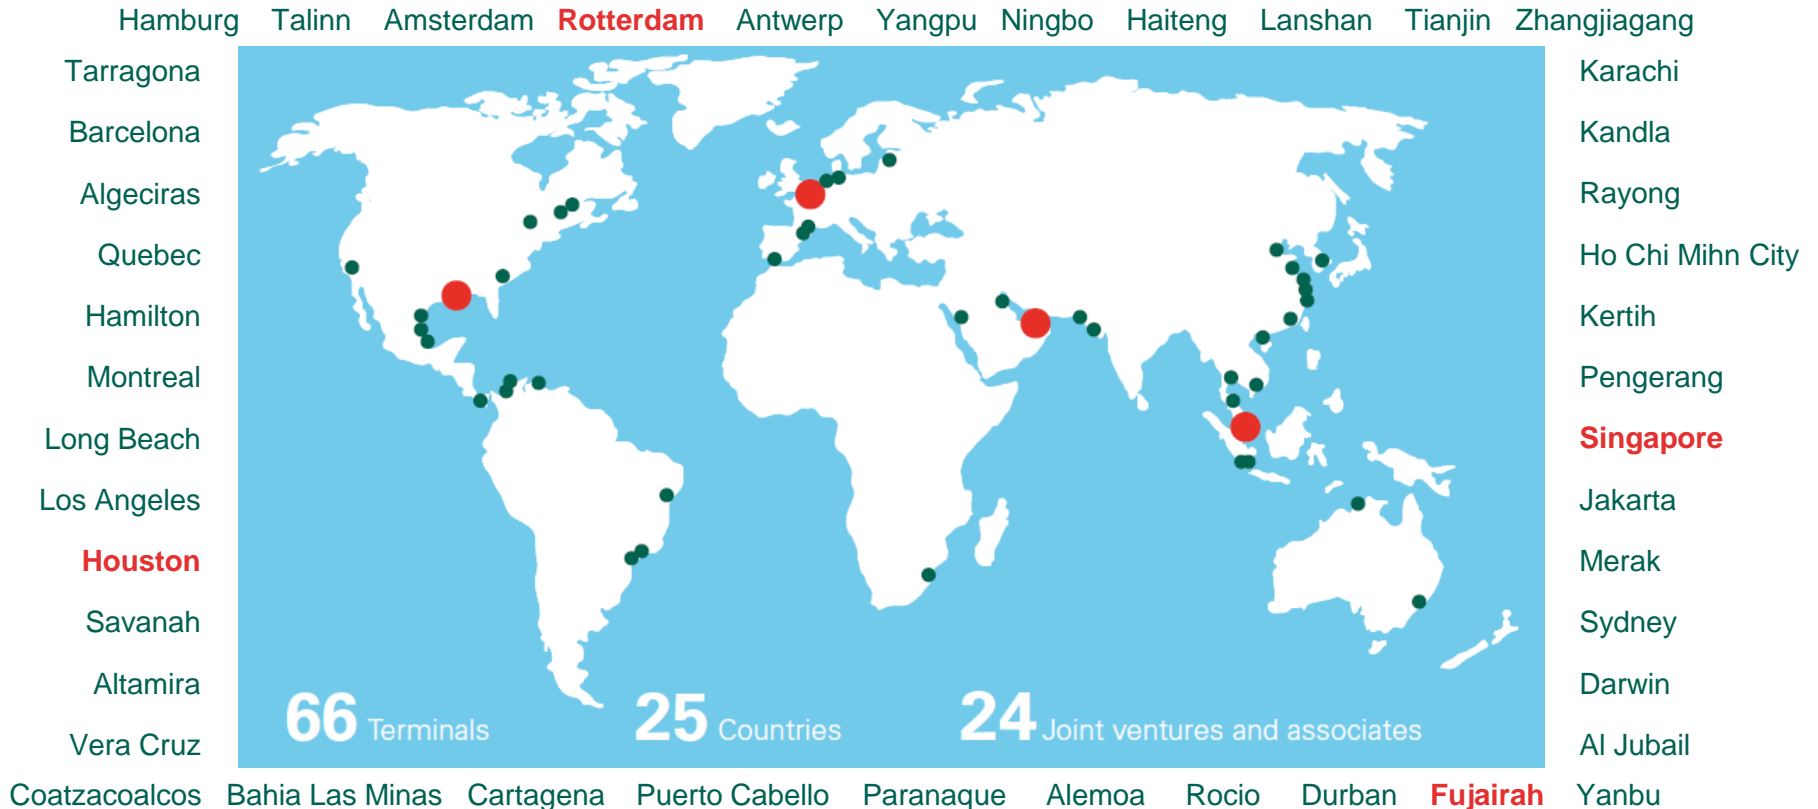 Hamburg Talinn Amsterdam Rotterdam Antwerp Yangpu Ningbo Haiteng Lanshan Tianjin Zhangjiagang
Tarragona
Barcelona
Algeciras
Quebec
Hamilton
Montreal
Long Beach
Los Angeles
Houston
Savanah
Altamira
Vera Cruz
Karachi
Kandla
Rayong
Ho Chi Mihn City
Kertih
Pengerang
Singapore
Jakarta
Merak
Sydney
Darwin
Al Jubail
66 Terminals
25 Countries
24 Joint ventures and associates
Coatzacoalcos Bahia Las Minas Cartagena Puerto Cabello Paranaque Alemoa Rocio Durban Fujairah Yanbu